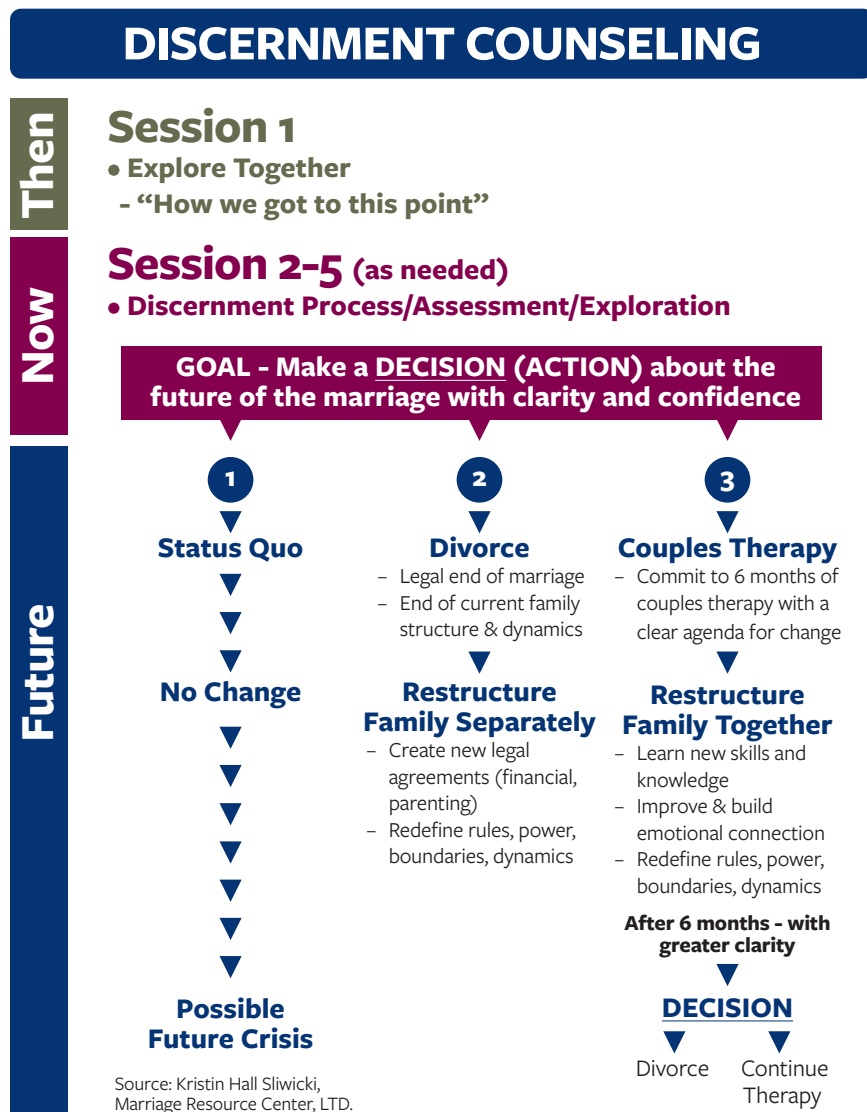 DISCERNMENT COUNSELING
Then
Session 1
• Explore Together
- “How we got to this point”
Now
Session 2–5 (as needed)
• Discernment Process/Assessment/Exploration
GOAL - Make a DECISION (ACTION) about the
future of the marriage with clarity and confidence
Future
1
Status Quo
No Change
Possible
Future Crisis
2
Divorce
– Legal end of marriage
– End of current family
structure & dynamics
Restructure
Family Separately
– Create new legal
agreements (financial,
parenting)
– Redefine rules, power,
boundaries, dynamics
3
Couples Therapy
– Commit to 6 months of
couples therapy with a
clear agenda for change
Restructure
Family Together
– Learn new skills and
knowledge
– Improve & build
emotional connection
– Redefine rules, power,
boundaries, dynamics
After 6 months - with
greater clarity
DECISION
Divorce
Continue
Therapy
Source: Kristin Hall Sliwicki,
Marriage Resource Center, LTD.